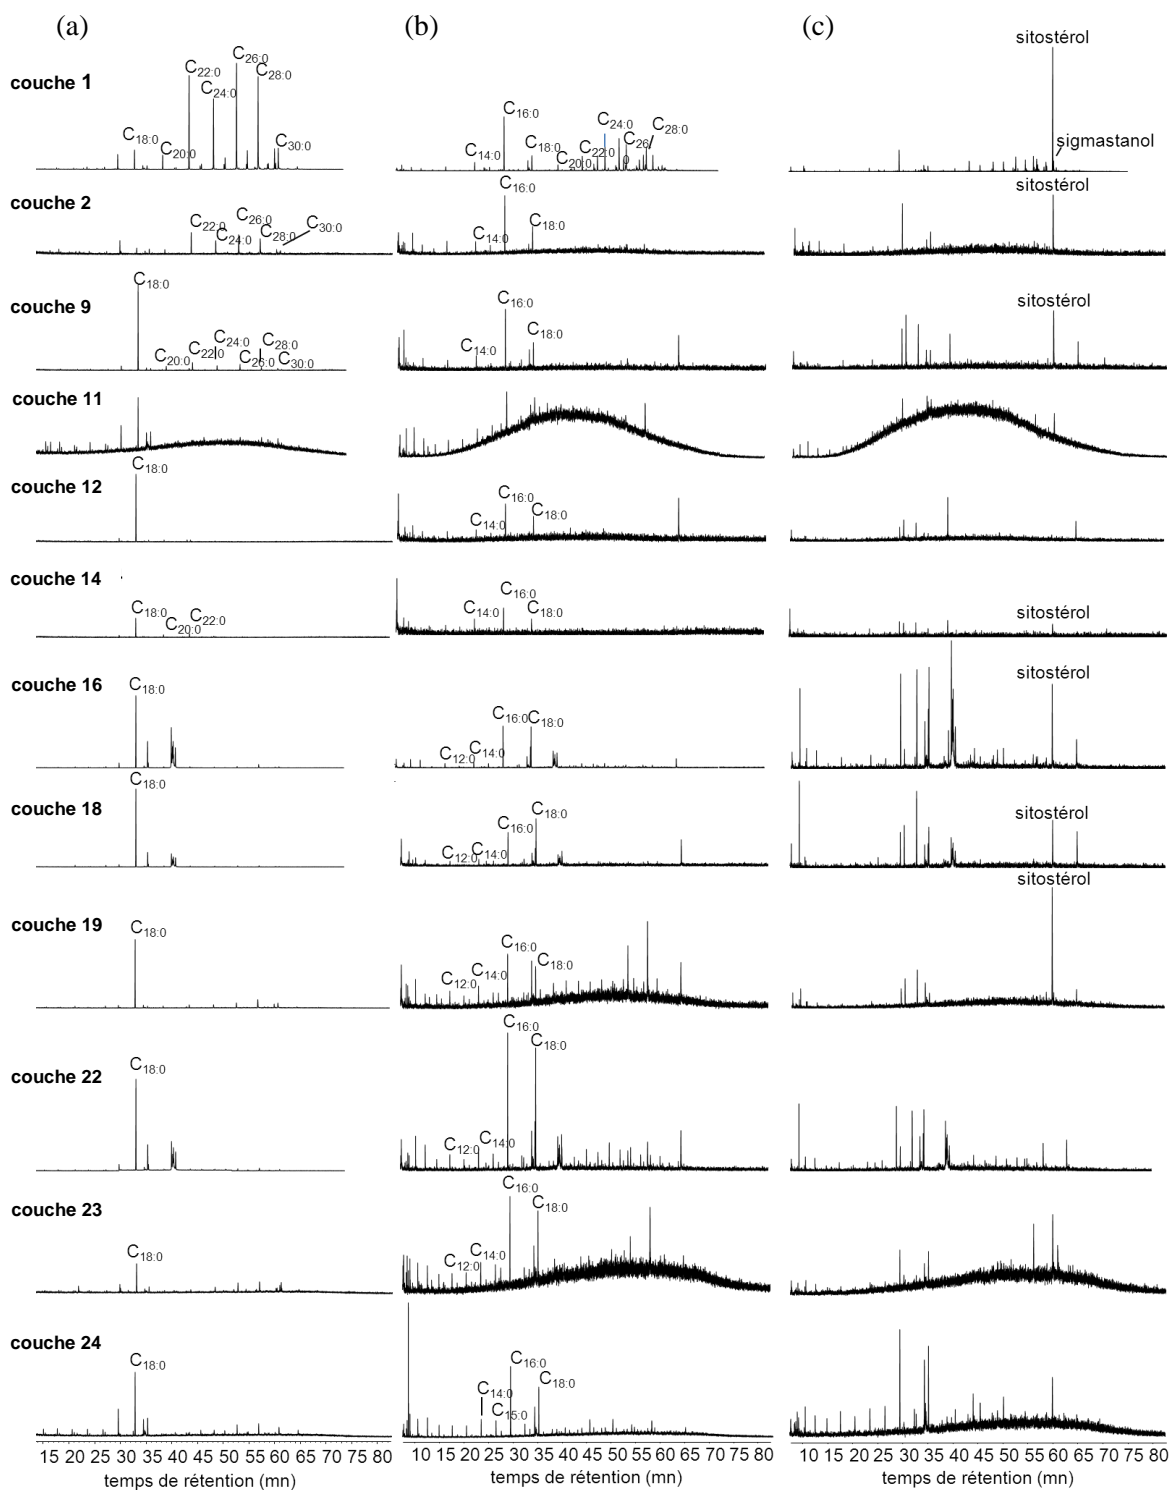 (a) (b) (c)
couche 1
C18:0 C20:0 C22:0 C24:0 C26:0 C28:0 C30:0
C14:0 C16:0 C18:0 C20:0 C22:0 C24:0 C26:0 C28:0
sitostérol
sigmastanol
couche 2
C22:0 C24:0 C26:0 C28:0 C30:0
C14:0 C16:0 C18:0
sitostérol
couche 9
C18:0 C20:0 C22:0 C24:0 C26:0 C28:0 C30:0
C14:0 C16:0 C18:0
sitostérol
couche 11
couche 12
C18:0
C14:0 C16:0 C18:0
couche 14
C18:0 C20:0 C22:0
C14:0 C16:0 C18:0
sitostérol
couche 16
C18:0
C12:0 C14:0 C16:0 C18:0
sitostérol
couche 18
C18:0
C12:0 C14:0 C16:0 C18:0
sitostérol
couche 19
C18:0
C12:0 C14:0 C16:0 C18:0
sitostérol
couche 22
C18:0
C12:0 C14:0 C16:0 C18:0
couche 23
C18:0
C12:0 C14:0 C16:0 C18:0
couche 24
C18:0
C14:0 C15:0 C16:0 C18:0
15 20 25 30 35 40 45 50 55 60 65 70 75 80
10 20 25 30 35 40 45 50 55 60 65 70 75 80
10 15 20 25 30 35 40 45 50 55 60 65 70 75 80
temps de rétention (mn)
temps de rétention (mn)
temps de rétention (mn)